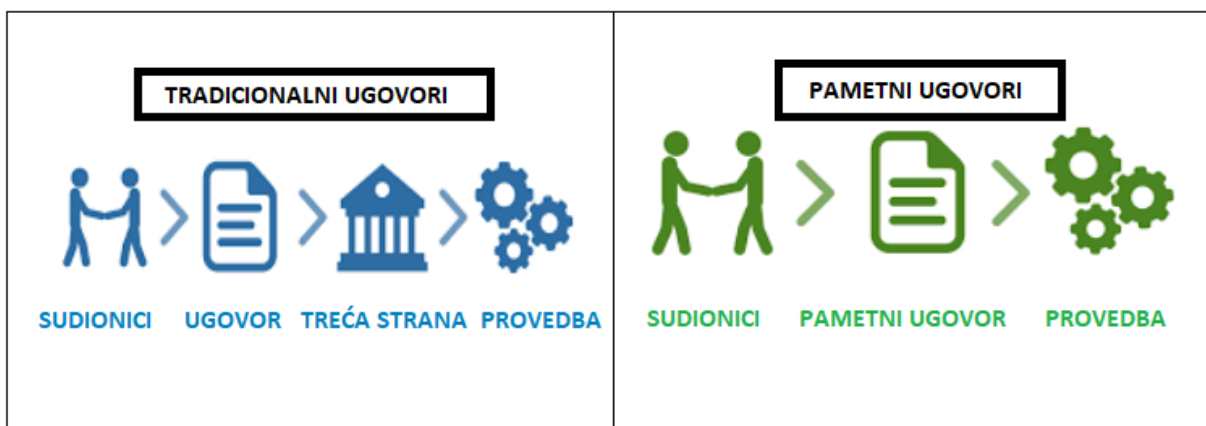 TRADICIONALNI UGOVORI
SUDIONICI UGOVOR TREĆA STRANA PROVEDBA
PAMETNI UGOVORI
SUDIONICI PAMETNI UGOVOR PROVEDBA